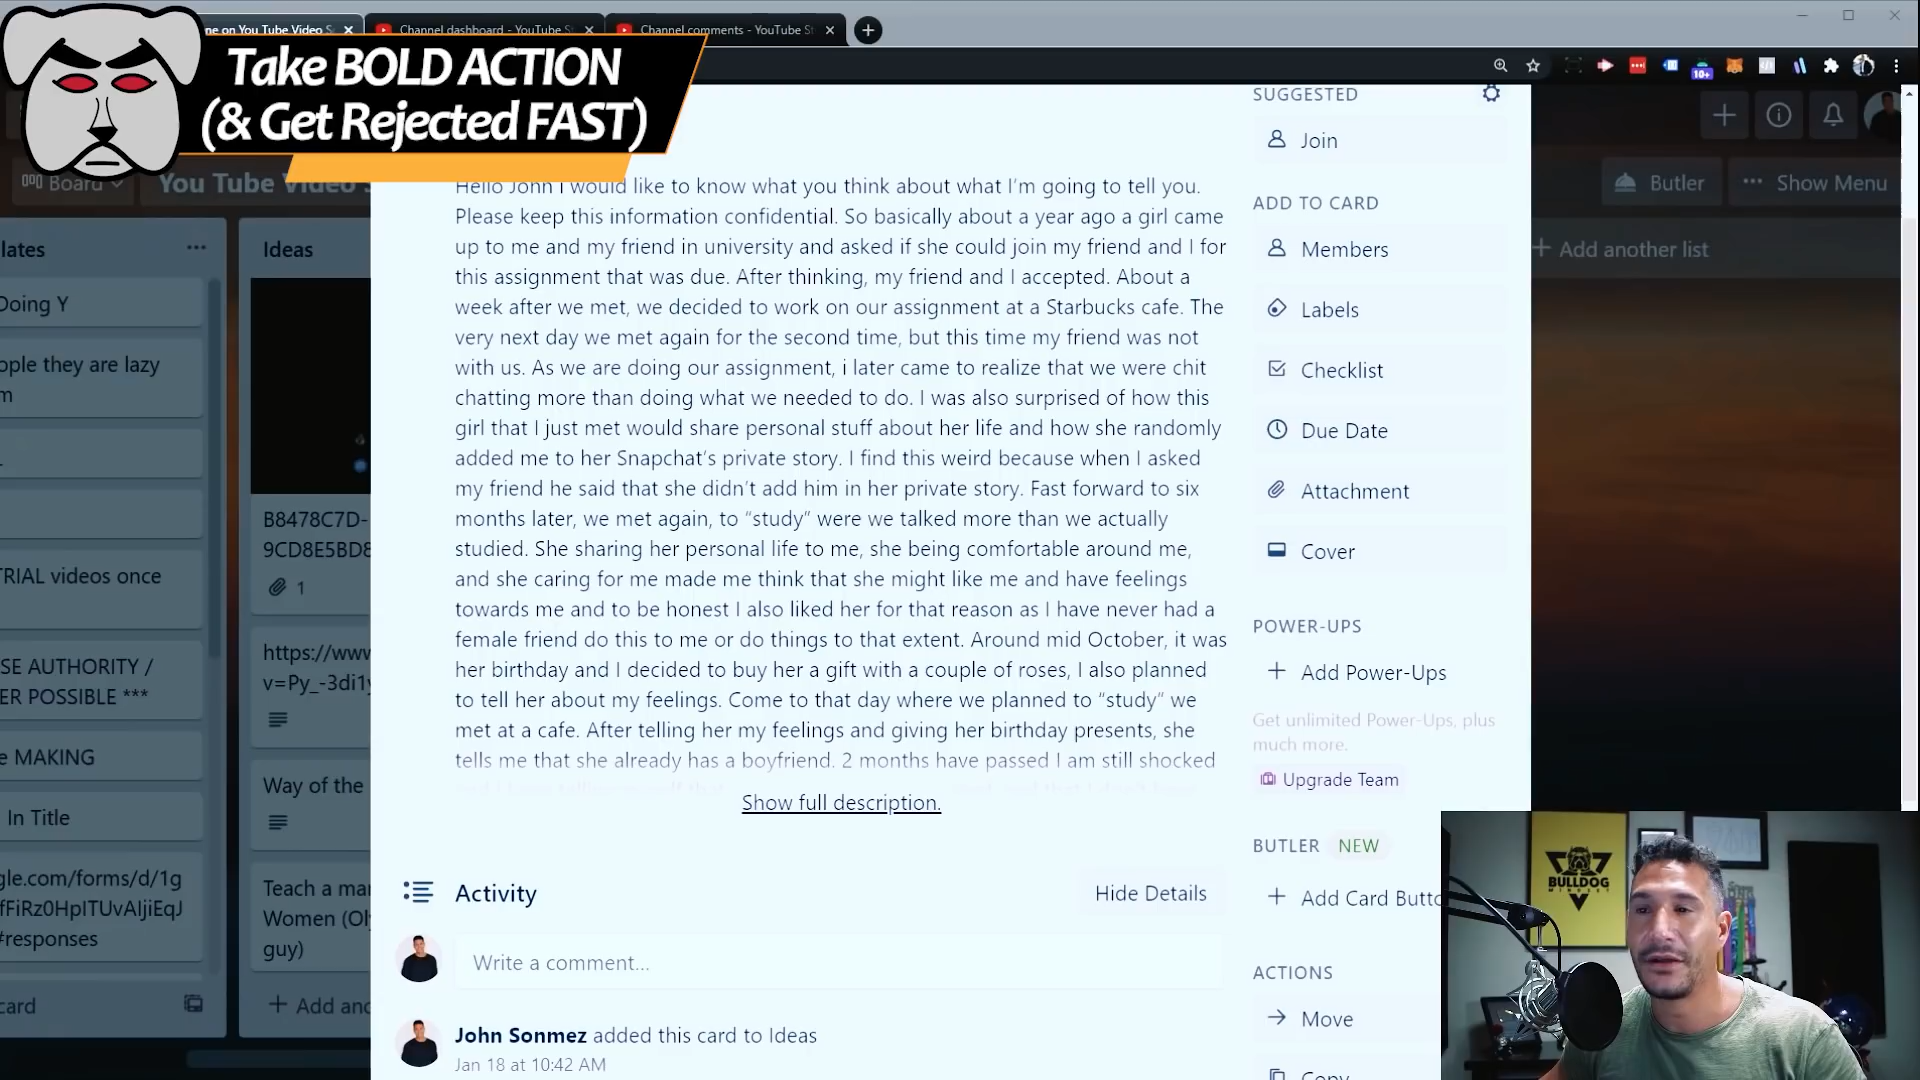 ne on You Tube Video S
Channel dashboard - YouTube S
Channel comments - YouTube St
Take BOLD ACTION
(& Get Rejected FAST)
10+
Board
You Tube Video S
Butler
Show Menu
lates
Doing Y
ople they are lazy
m
TRIAL videos once
SE AUTHORITY /
ER POSSIBLE ***
e MAKING
In Title
gle.com/forms/d/1g
fFiRz0HpITUvAIjiEqJ
#responses
card
Ideas
B8478C7D-
9CD8E5BD8
1
https://www
v=Py_-3di1y
Way of the
Teach a man
Women (Ol
guy)
Add ano
Hello John I would like to know what you think about what I'm going to tell you.
Please keep this information confidential. So basically about a year ago a girl came
up to me and my friend in university and asked if she could join my friend and I for
this assignment that was due. After thinking, my friend and I accepted. About a
week after we met, we decided to work on our assignment at a Starbucks cafe. The
very next day we met again for the second time, but this time my friend was not
with us. As we are doing our assignment, i later came to realize that we were chit
chatting more than doing what we needed to do. I was also surprised of how this
girl that I just met would share personal stuff about her life and how she randomly
added me to her Snapchat's private story. I find this weird because when I asked
my friend he said that she didn't add him in her private story. Fast forward to six
months later, we met again, to "study" were we talked more than we actually
studied. She sharing her personal life to me, she being comfortable around me,
and she caring for me made me think that she might like me and have feelings
towards me and to be honest I also liked her for that reason as I have never had a
female friend do this to me or do things to that extent. Around mid October, it was
her birthday and I decided to buy her a gift with a couple of roses, I also planned
to tell her about my feelings. Come to that day where we planned to "study" we
met at a cafe. After telling her my feelings and giving her birthday presents, she
tells me that she already has a boyfriend. 2 months have passed I am still shocked
Show full description.
Activity
Hide Details
Write a comment...
John Sonmez added this card to Ideas
Jan 18 at 10:42 AM
SUGGESTED
Join
ADD TO CARD
Members
Labels
Checklist
Due Date
Attachment
Cover
POWER-UPS
Add Power-Ups
Get unlimited Power-Ups, plus
much more.
Upgrade Team
BUTLER NEW
Add Card Butto
ACTIONS
Move
Copy
Add another list
BULLDOG
MINDSET